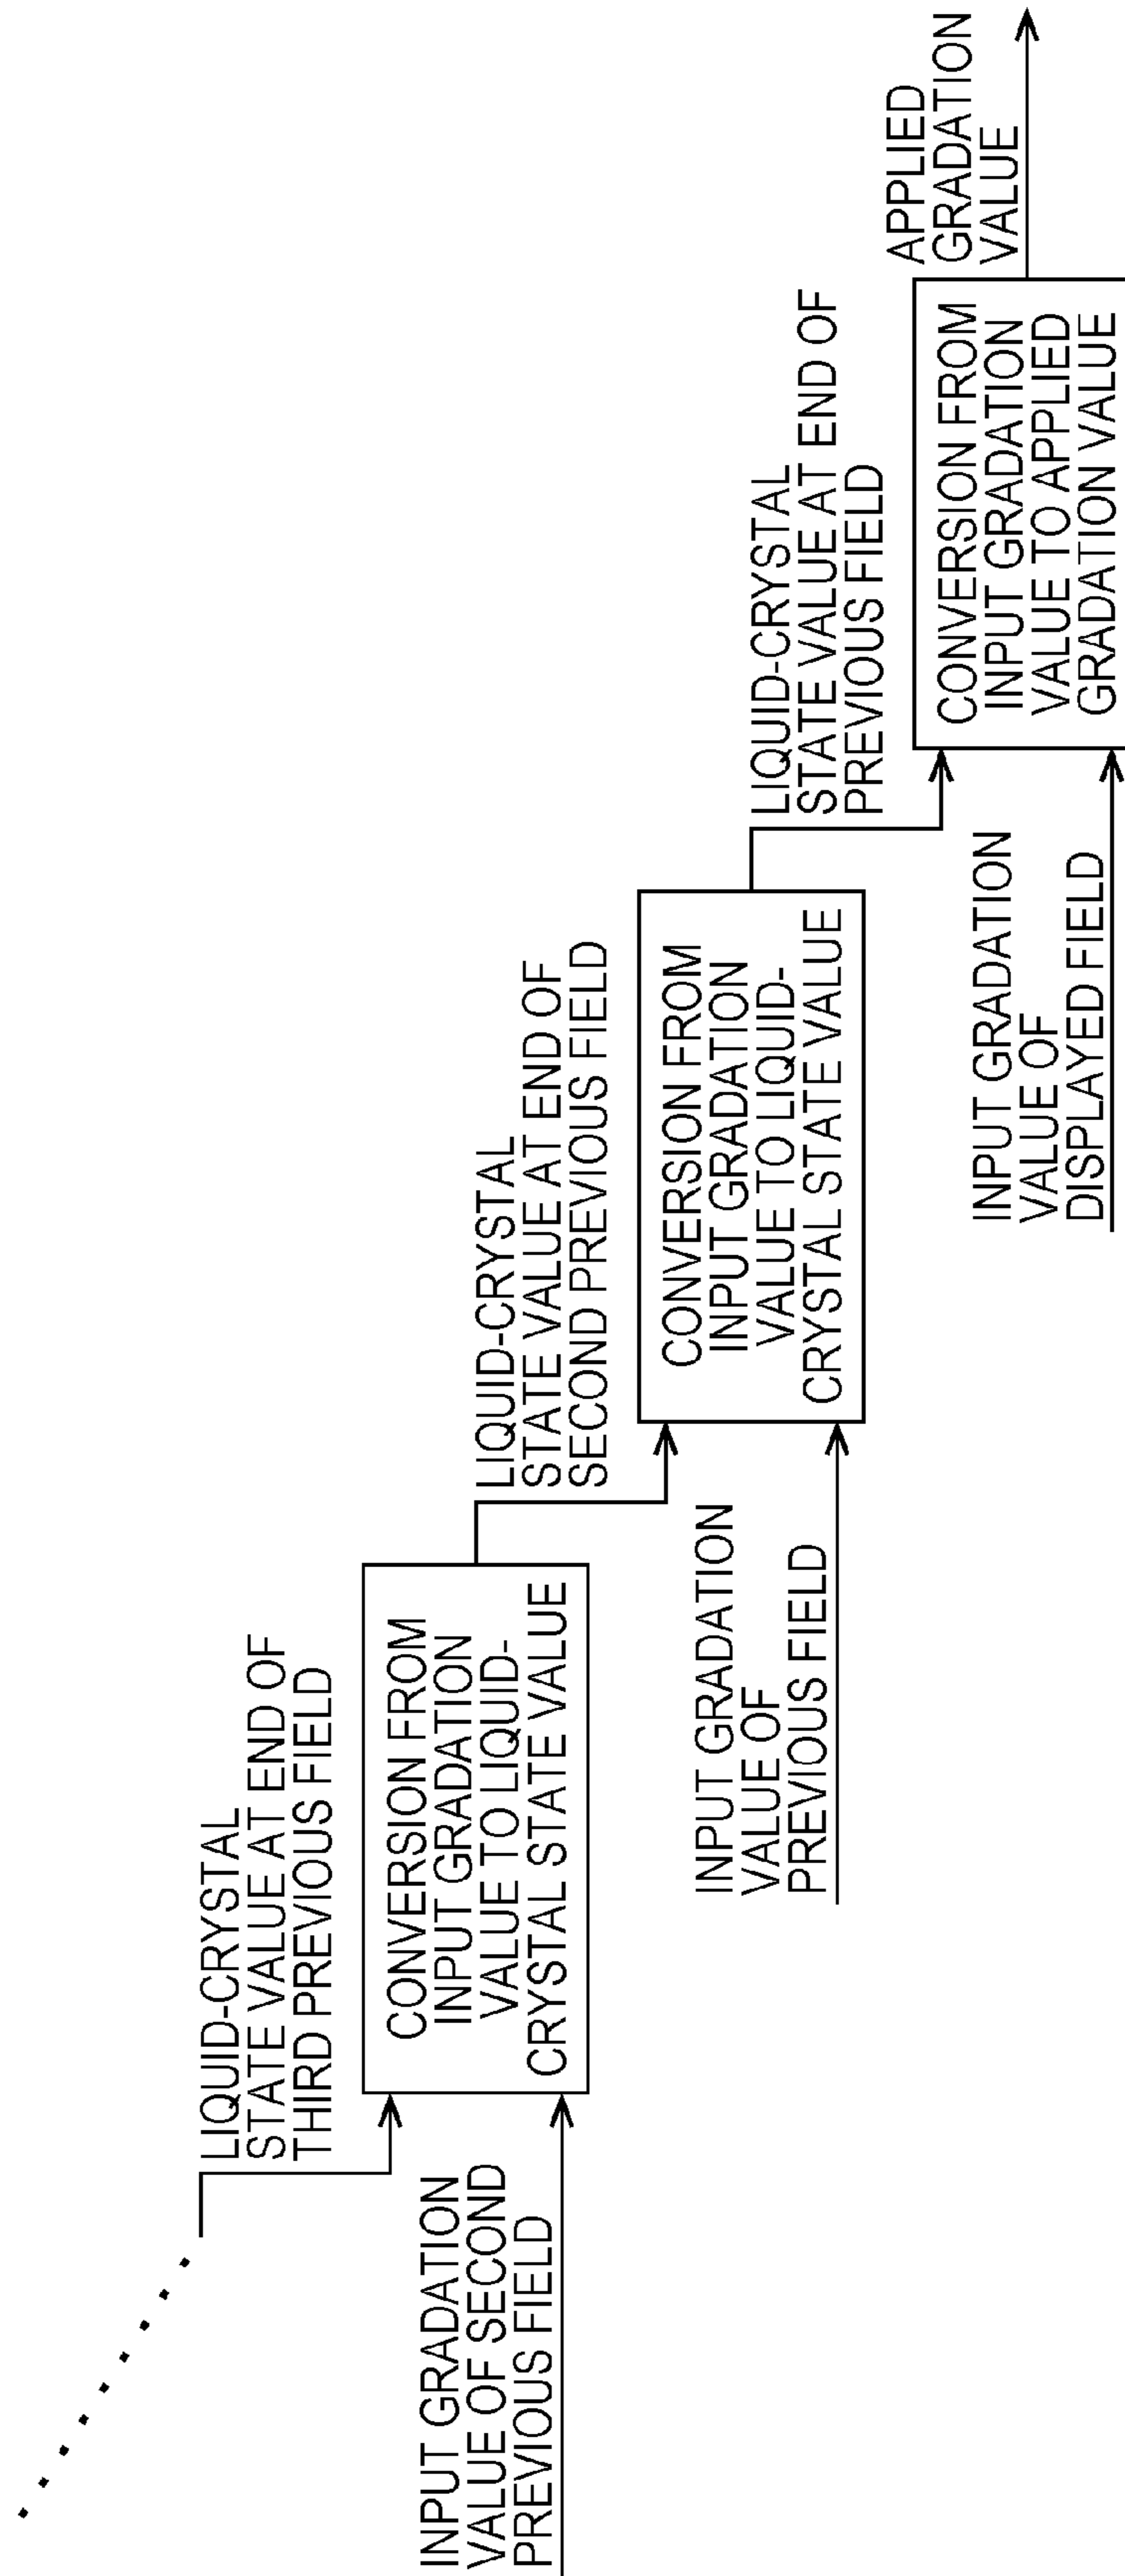 LIQUID-CRYSTAL
STATE VALUE AT END OF
THIRD PREVIOUS FIELD
INPUT GRADATION
VALUE OF SECOND
PREVIOUS FIELD
CONVERSION FROM
INPUT GRADATION
VALUE TO LIQUID-
CRYSTAL STATE VALUE
LIQUID-CRYSTAL
STATE VALUE AT END OF
SECOND PREVIOUS FIELD
INPUT GRADATION
VALUE OF
PREVIOUS FIELD
CONVERSION FROM
INPUT GRADATION
VALUE TO LIQUID-
CRYSTAL STATE VALUE
LIQUID-CRYSTAL
STATE VALUE AT END OF
PREVIOUS FIELD
INPUT GRADATION
VALUE OF
DISPLAYED FIELD
CONVERSION FROM
INPUT GRADATION
VALUE TO APPLIED
GRADATION VALUE
APPLIED
GRADATION
VALUE